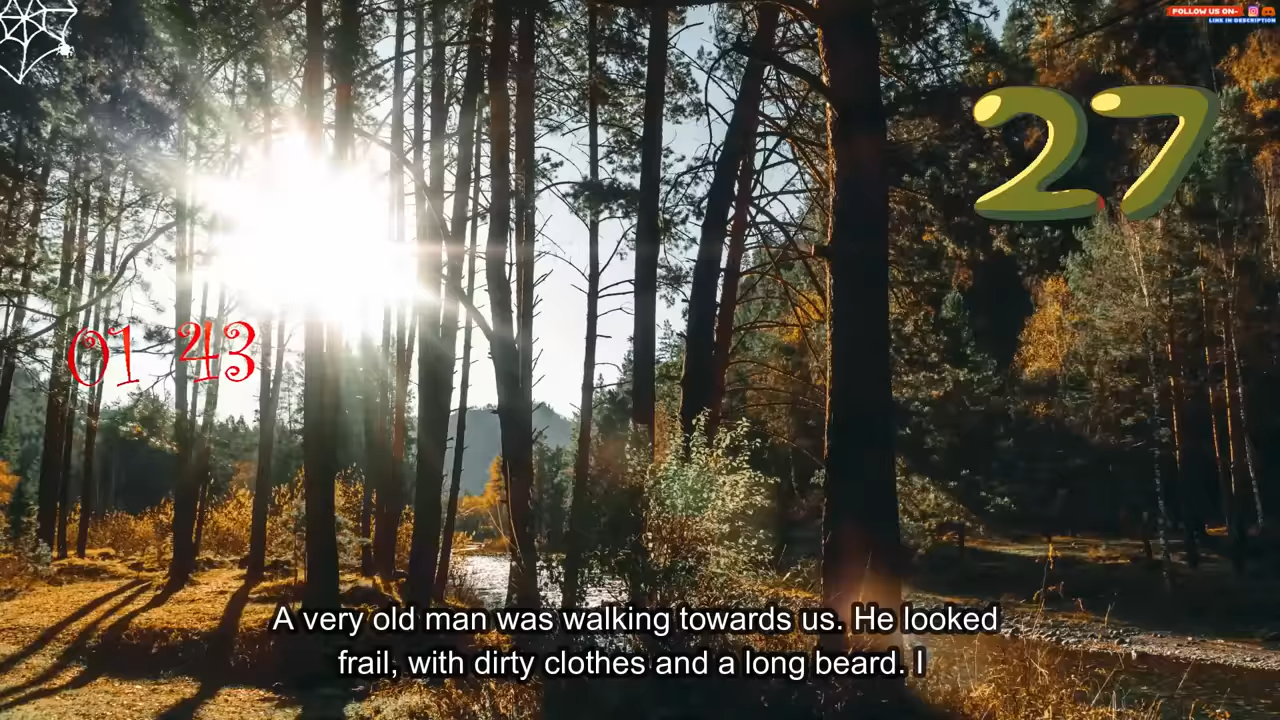 FOLLOW US ON-
LINK IN DESCRIPTION
27
01 43
A very old man was walking towards us. He looked
frail, with dirty clothes and a long beard. I